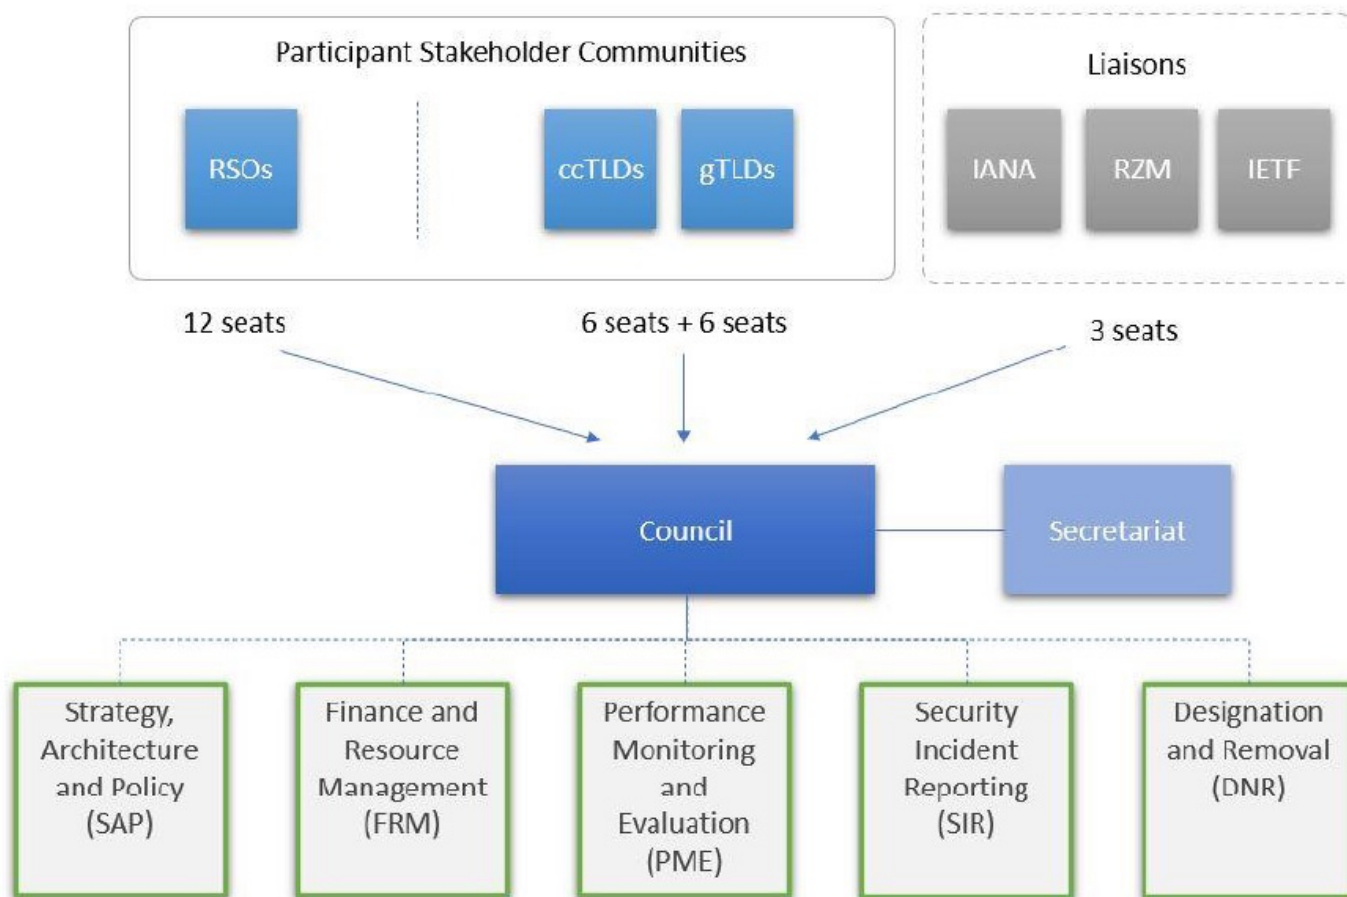 Participant Stakeholder Communities
Liaisons
RSOs
ccTLDs
gTLDs
IANA
RZM
IETF
12 seats
6 seats + 6 seats
3 seats
Council
Secretariat
Strategy,
Architecture
and Policy
(SAP)
Finance and
Resource
Management
(FRM)
Performance
Monitoring
and
Evaluation
(PME)
Security
Incident
Reporting
(SIR)
Designation
and Removal
(DNR)